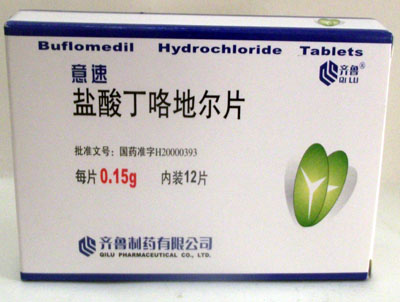 Buflomedil Hydrochloride Tablets
意速
齐鲁®
QILU
盐酸丁咯地尔片
批准文号：国药准字H20000393
每片0.15g 内装12片
齐鲁制药有限公司
QILU PHARMACEUTICAL CO., LTD.